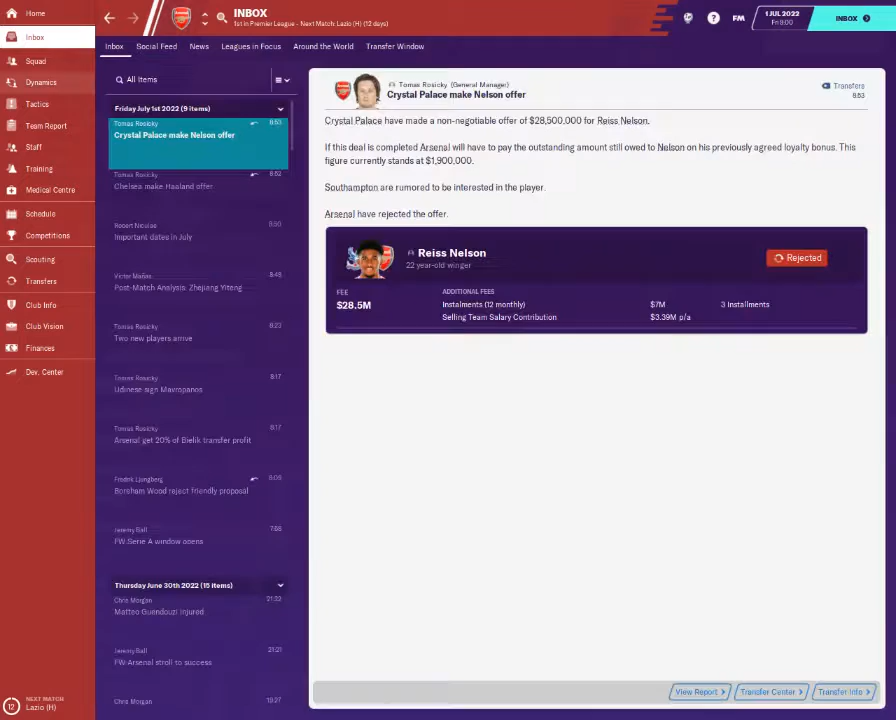 Home
Inbox
Squad
Dynamics
Tactics
Team Report
Staff
Training
Medical Centre
Schedule
Competitions
Scouting
Transfers
Club Info
Club Vision
Finances
Dev. Center
12
NEXT MATCH
Lazio (H)
INBOX
1st in Premier League - Next Match: Lazio (H) (12 days)
? FM
1 JUL 2022
Fri 9:00
INBOX
Inbox Social Feed News Leagues in Focus Around the World Transfer Window
All Items
Friday July 1st 2022 (9 items)
Tomas Rosicky 8:53
Crystal Palace make Nelson offer
Tomas Rosicky 8:52
Chelsea make Haaland offer
Robert Niculae 8:50
Important dates in July
Victor Mañas 8:48
Post-Match Analysis: Zhejiang Yiteng
Tomas Rosicky 8:23
Two new players arrive
Tomas Rosicky 8:17
Udinese sign Mavropanos
Tomas Rosicky 8:17
Arsenal get 20% of Bielik transfer profit
Fredrik Ljungberg
Boreham Wood reject friendly proposal
Jeremy Ball
FW Serie A window opens
Thursday June 30th 2022 (15 items)
Chris Morgan 21:22
Matteo Guendouzi injured
Jeremy Ball 21:21
FW Arsenal stroll to success
Chris Morgan
Tomas Rosicky (General Manager)
Crystal Palace make Nelson offer
Transfers
8:53
Crystal Palace have made a non-negotiable offer of $28,500,000 for Reiss Nelson.
If this deal is completed Arsenal will have to pay the outstanding amount still owed to Nelson on his previously agreed loyalty bonus. This
figure currently stands at $1,900,000.
Southampton are rumored to be interested in the player.
Arsenal have rejected the offer.
Reiss Nelson
22 year-old winger
Rejected
FEE
$28.5M
ADDITIONAL FEES
Instalments (12 monthly) $7M 3 Installments
Selling Team Salary Contribution $3.39M p/a
View Report Transfer Center Transfer Info